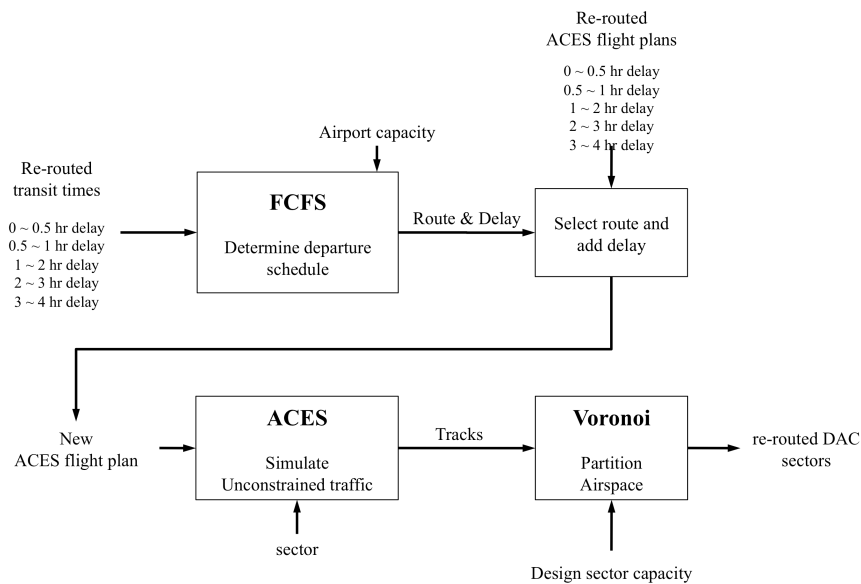 Re-routed
ACES flight plans
0 ~ 0.5 hr delay
0.5 ~ 1 hr delay
1 ~ 2 hr delay
2 ~ 3 hr delay
3 ~ 4 hr delay
Airport capacity
Re-routed
transit times
0 ~ 0.5 hr delay
0.5 ~ 1 hr delay
1 ~ 2 hr delay
2 ~ 3 hr delay
3 ~ 4 hr delay
FCFS
Determine departure
schedule
Route & Delay
Select route and
add delay
New
ACES flight plan
ACES
Simulate
Unconstrained traffic
sector
Tracks
Voronoi
Partition
Airspace
Design sector capacity
re-routed DAC
sectors